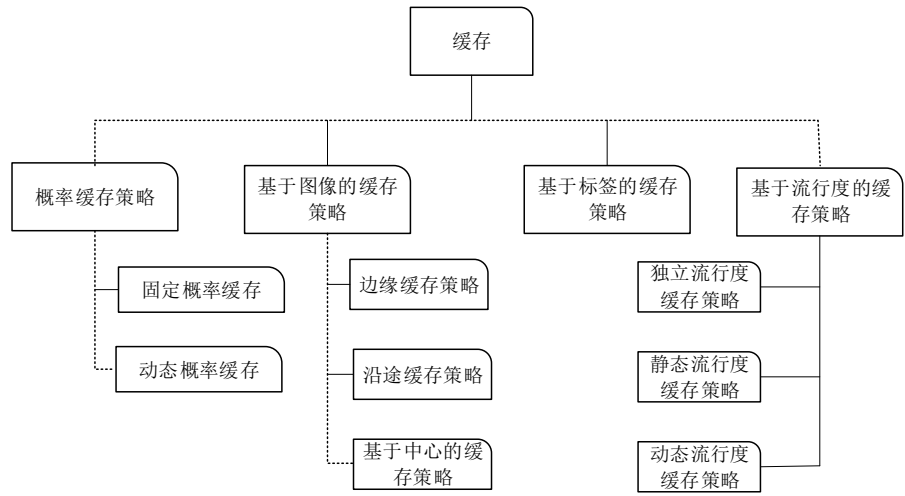 缓存
概率缓存策略
基于图像的缓存
策略
基于标签的缓存
策略
基于流行度的缓
存策略
固定概率缓存
动态概率缓存
边缘缓存策略
沿途缓存策略
基于中心的缓
存策略
独立流行度
缓存策略
静态流行度
缓存策略
动态流行度
缓存策略